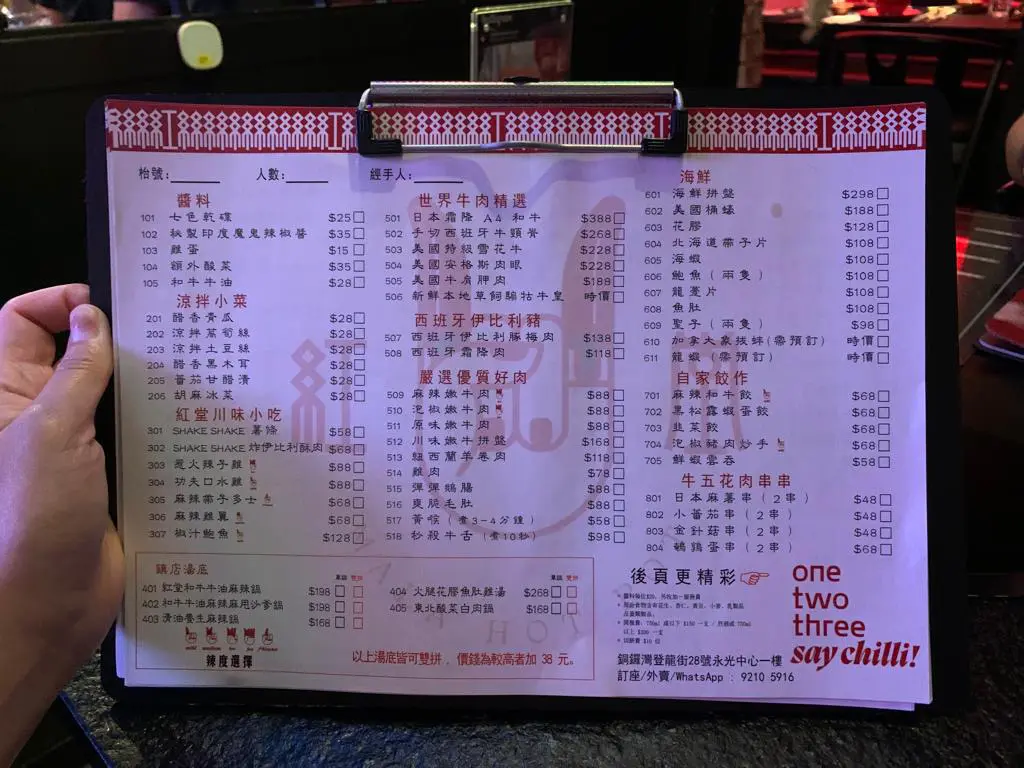 枱號：
人數：
經手人：
醬料
101 七色乾碟 $25
102 秘製印度魔鬼辣椒醬 $35
103 雞蛋 $15
104 額外酸菜 $35
105 和牛牛油 $28
涼拌小菜
201 醋香青瓜 $28
202 涼拌萵筍絲 $28
203 涼拌土豆絲 $28
204 醋香黑木耳 $28
205 蕃茄甘醋漬 $28
206 胡麻冰菜 $28
紅堂川味小吃
301 SHAKE SHAKE 薯條 $58
302 SHAKE SHAKE 炸伊比利酥肉 $68
303 惹火辣子雞 $88
304 功夫口水雞 $88
305 麻辣帶子多士 $68
306 麻辣雞翼 $68
307 椒汁鮑魚 $128
世界牛肉精選
501 日本霜降 A4 和牛 $388
502 手切西班牙牛頸脊 $268
503 美國特級雪花牛 $228
504 美國安格斯肉眼 $228
505 美國牛肩胛肉 $188
506 新鮮本地草飼騸牯牛皇 時價
西班牙伊比利豬
507 西班牙伊比利豚梅肉 $138
508 西班牙霜降肉 $118
嚴選優質好肉
509 麻辣嫩牛肉 $88
510 泡椒嫩牛肉 $88
511 原味嫩牛肉 $88
512 川味嫩牛拼盤 $168
513 紐西蘭羊卷肉 $118
514 雞肉 $78
515 彈彈鵝腸 $88
516 爽脆毛肚 $88
517 黃喉（煮3-4分鐘） $58
518 秒殺牛舌（煮10秒） $98
海鮮
601 海鮮拼盤 $298
602 美國桶蠔 $188
603 花膠 $128
604 北海道帶子片 $108
605 海蝦 $108
606 鮑魚（兩隻） $108
607 龍躉片 $108
608 魚肚 $108
609 聖子（兩隻） $98
610 加拿大象拔蚌(需預訂) 時價
611 龍蝦(需預訂) 時價
自家餃作
701 麻辣和牛餃 $68
702 黑松露蝦蛋餃 $68
703 韭菜餃 $68
704 泡椒豬肉炒手 $68
705 鮮蝦雲吞 $58
牛五花肉串串
801 日本麻薯串（2串） $48
802 小蕃茄串（2串） $48
803 金針菇串（2串） $48
804 鵪鶉蛋串（2串） $68
鎮店湯底
單鍋 雙拼
401 紅堂和牛牛油麻辣鍋 $198
402 和牛牛油麻辣麻甩沙爹鍋 $198
403 清油養生麻辣鍋 $168
單鍋 雙拼
404 火腿花膠魚肚雞湯 $268
405 東北酸菜白肉鍋 $168
mild medium hot
辣度選擇
以上湯底皆可雙拼，價錢為較高者加 38 元。
後頁更精彩
one
two
three
say chilli!
銅鑼灣登龍街28號永光中心一樓
訂座/外賣/WhatsApp : 9210 5916